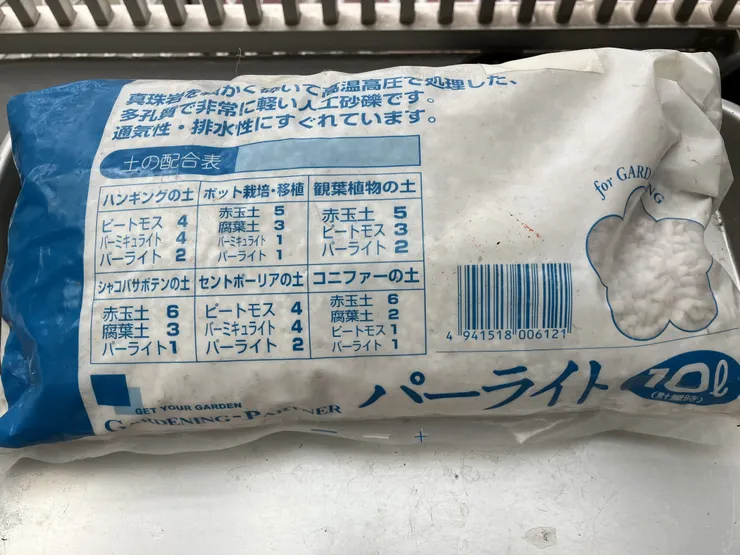 真珠岩を細かく砕いて高温高圧で処理した、
多孔質で非常に軽い人工砂礫です。
通気性・排水性にすぐれています。
土の配合表
ハンギングの土
ピートモス 4
バーミキュライト 4
パーライト 2
ポット栽培・移植
赤玉土 5
腐葉土 3
バーミキュライト 1
パーライト 1
観葉植物の土
赤玉土 5
ピートモス 3
パーライト 2
シャコバサボテンの土
赤玉土 6
腐葉土 3
パーライト 1
セントポーリアの土
ピートモス 4
バーミキュライト 4
パーライト 2
コニファーの土
赤玉土 6
腐葉土 2
ピートモス 1
パーライト 1
for GARDENING
4 941518 006121
GET YOUR GARDEN
GARDENING-PARTNER
パーライト 10ℓ
(計量時)